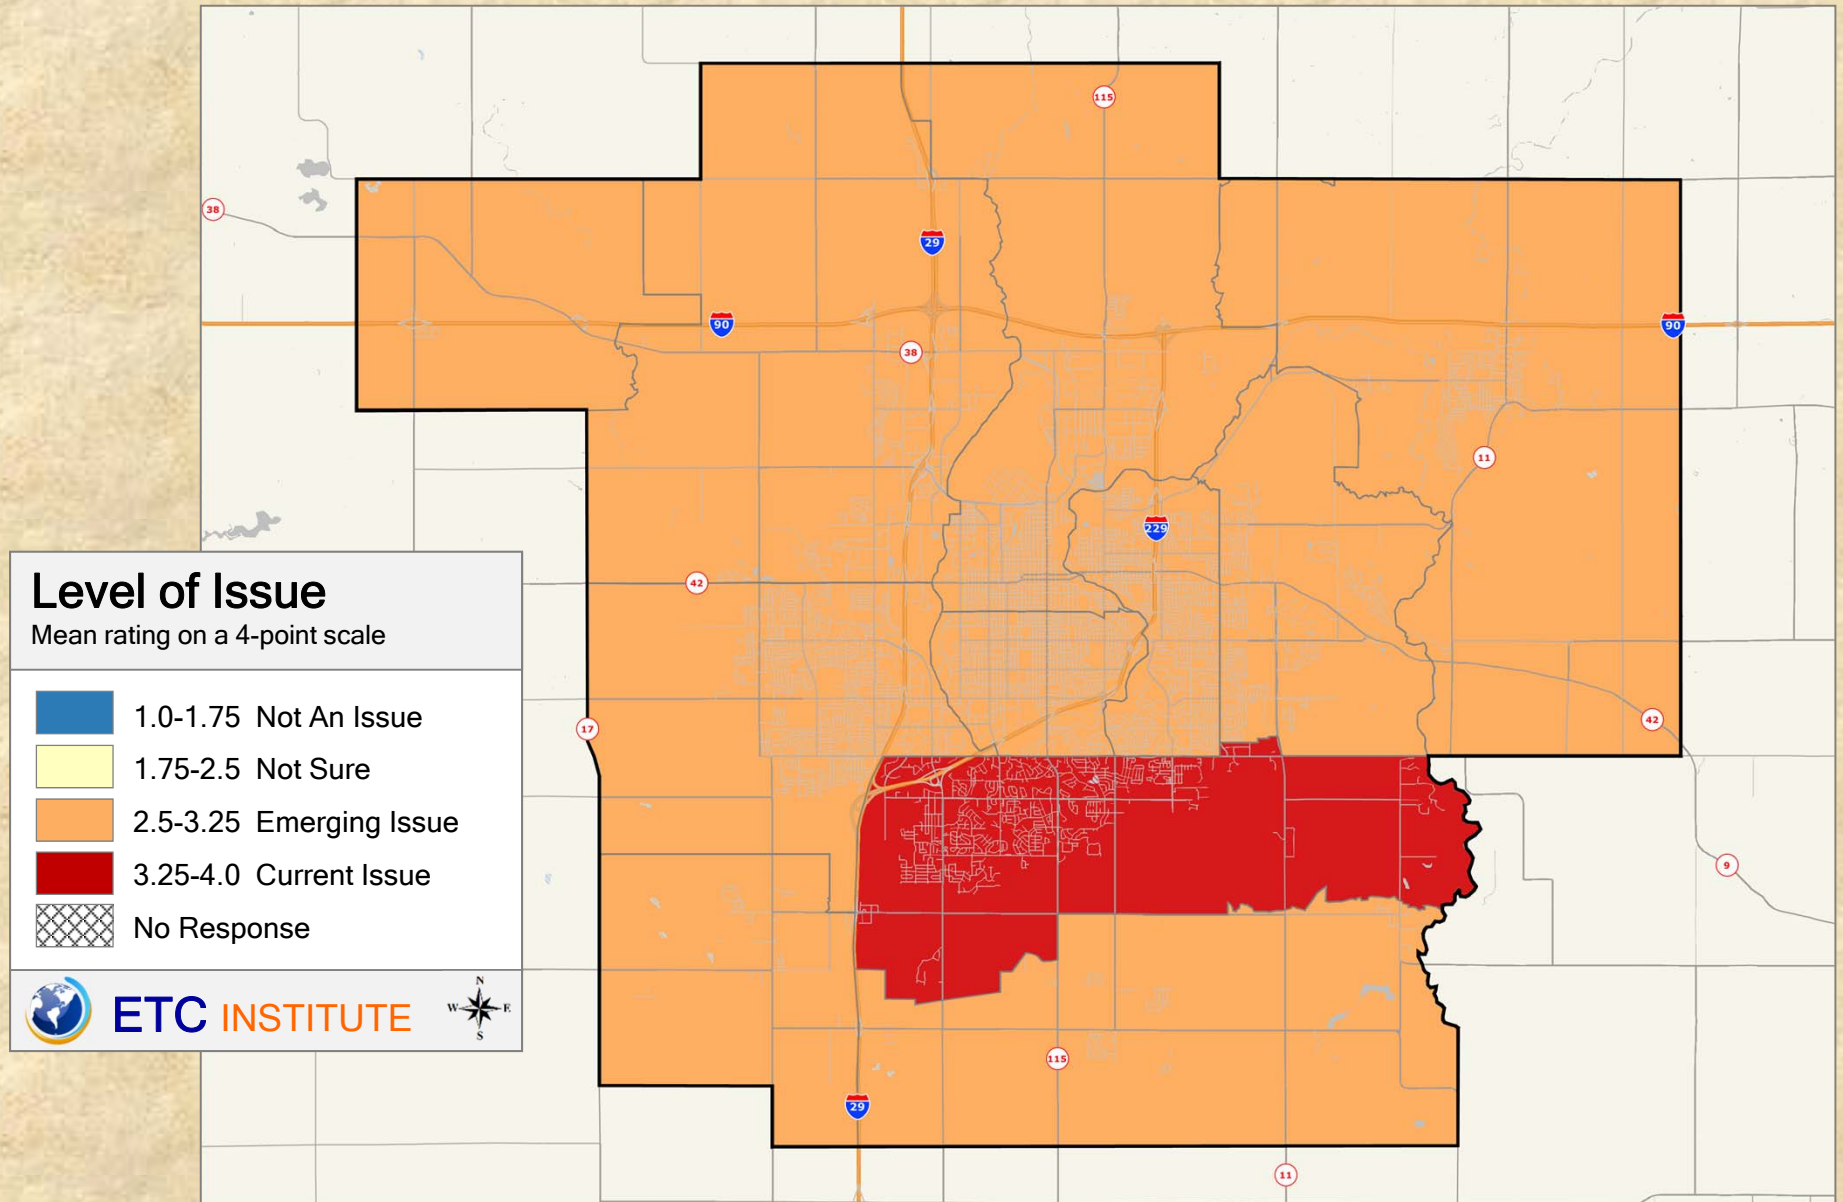 115
38
29
90
90
38
11
229
42
17
42
9
115
29
11
Level of Issue
Mean rating on a 4-point scale
1.0-1.75 Not An Issue
1.75-2.5 Not Sure
2.5-3.25 Emerging Issue
3.25-4.0 Current Issue
No Response
ETC INSTITUTE
N
W E
S